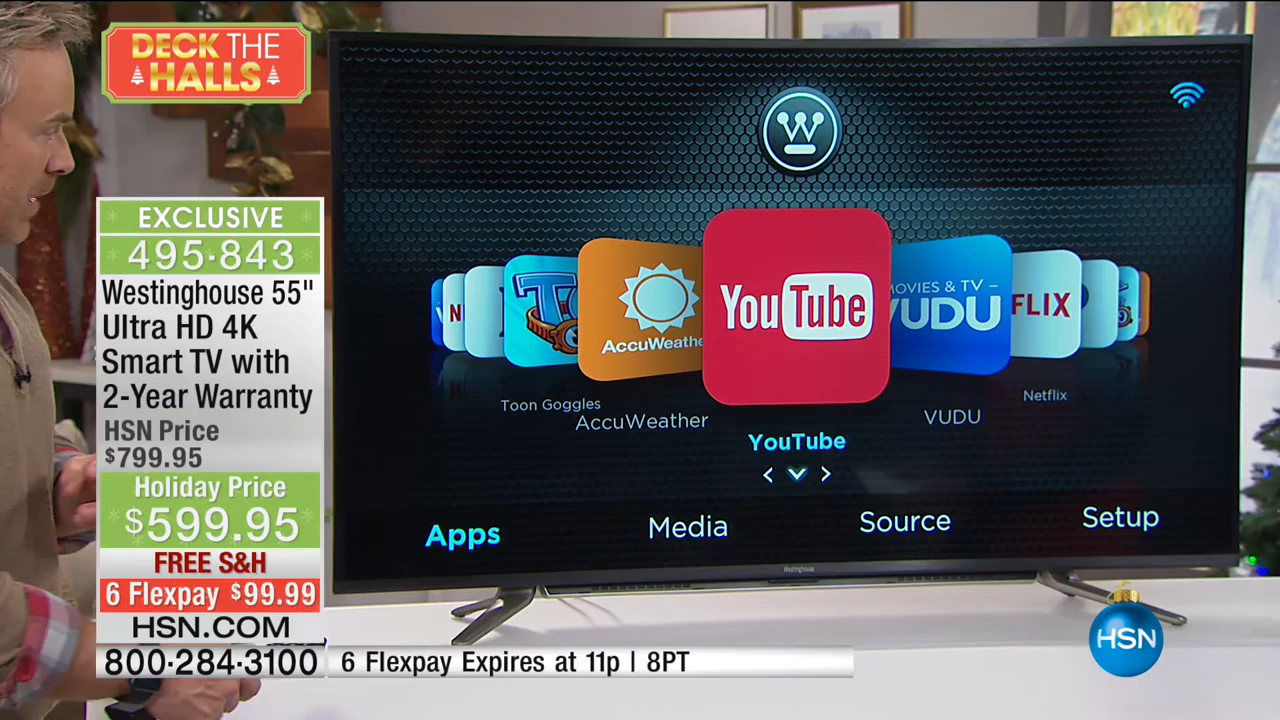 DECK THE
HALLS
EXCLUSIVE
495·843
Westinghouse 55"
Ultra HD 4K
Smart TV with
2-Year Warranty
HSN Price
$799.95
Holiday Price
$599.95
FREE S&H
6 Flexpay $99.99
HSN.COM
800·284·3100
6 Flexpay Expires at 11p | 8PT
W
N
AccuWeathe
YouTube
MOVIES & TV –
VUDU
FLIX
Toon Goggles
AccuWeather
YouTube
VUDU
Netflix
Apps
Media
Source
Setup
Westinghouse
HSN